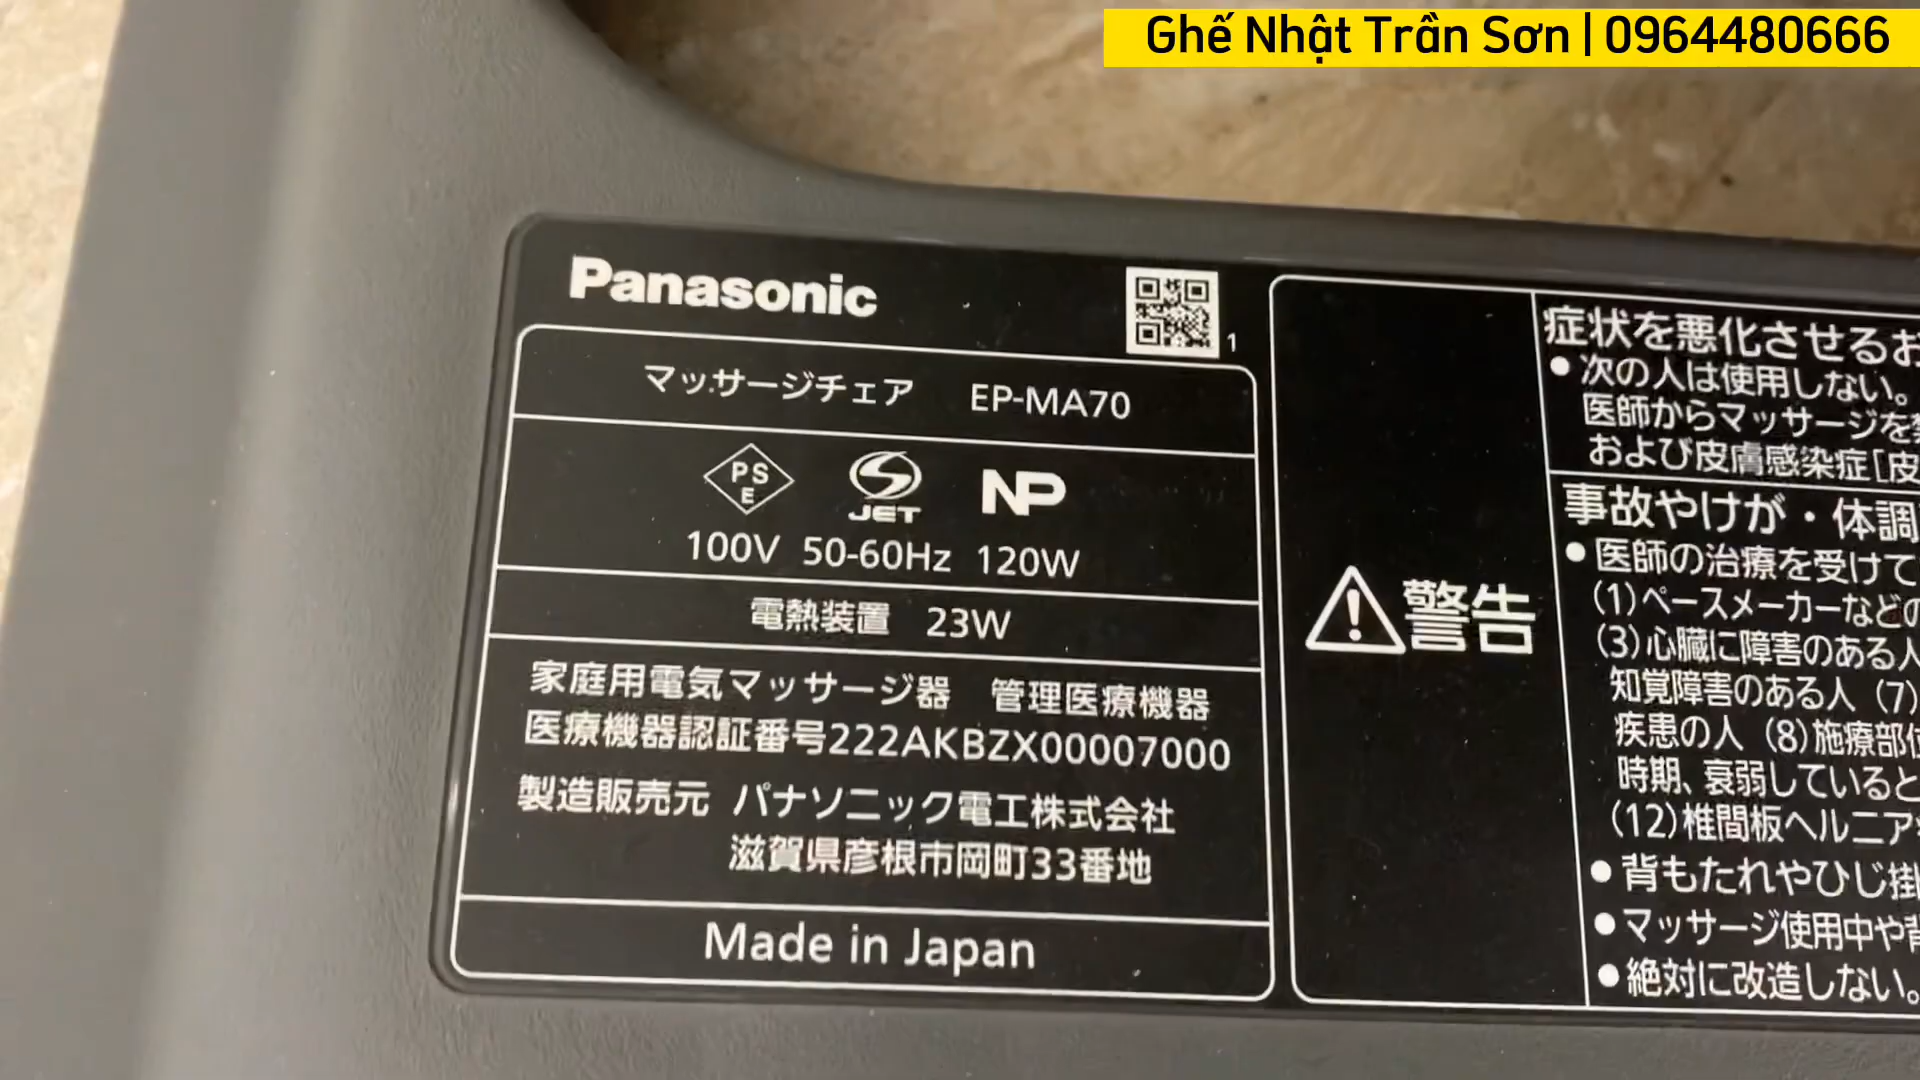 Ghế Nhật Trần Sơn | 0964480666
Panasonic
1
マッサージチェア EP-MA70
PS
E
JET
NP
100V 50-60Hz 120W
電熱装置 23W
家庭用電気マッサージ器 管理医療機器
医療機器認証番号222AKBZX00007000
製造販売元 パナソニック電工株式会社
滋賀県彦根市岡町33番地
Made in Japan
警告
症状を悪化させるお
●次の人は使用しない。
医師からマッサージを禁
および皮膚感染症[皮
事故やけが・体調
●医師の治療を受けて
(1)ペースメーカーなどの
(3)心臓に障害のある人
知覚障害のある人 (7)
疾患の人 (8)施療部位
時期、衰弱していると
(12)椎間板ヘルニア
●背もたれやひじ掛
●マッサージ使用中や背
●絶対に改造しない。